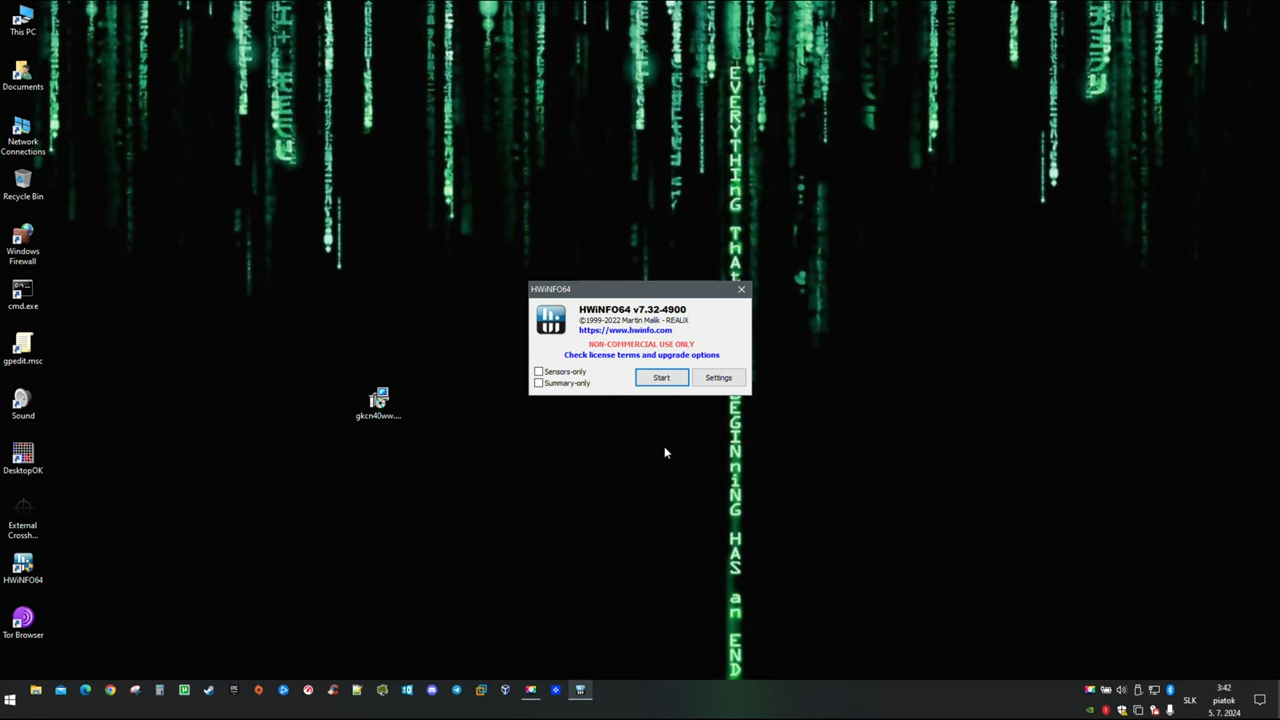 This PC
Documents
Network
Connections
Recycle Bin
Windows
Firewall
cmd.exe
gpedit.msc
Sound
DesktopOK
External
Crossh...
HWiNFO64
Tor Browser
gkcn40ww....
EVERYTHING ThAt
HWiNFO64
HWiNFO64 v7.32-4900
©1999-2022 Martin Malik - REALiX
https://www.hwinfo.com
NON-COMMERCIAL USE ONLY
Check license terms and upgrade options
Sensors-only
Summary-only
Start
Settings
BEGINniNG HAS an END
SLK
3:42
piatok
5. 7. 2024